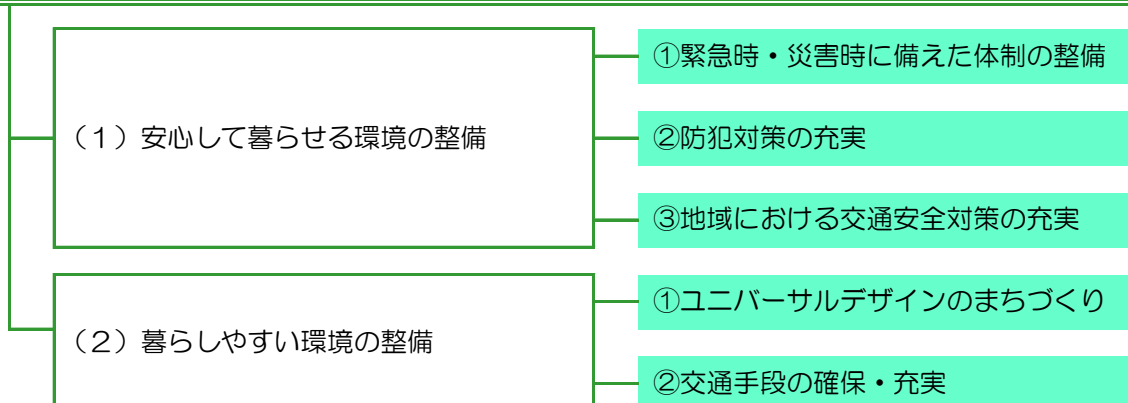 （１）安心して暮らせる環境の整備
①緊急時・災害時に備えた体制の整備
②防犯対策の充実
③地域における交通安全対策の充実
（２）暮らしやすい環境の整備
①ユニバーサルデザインのまちづくり
②交通手段の確保・充実